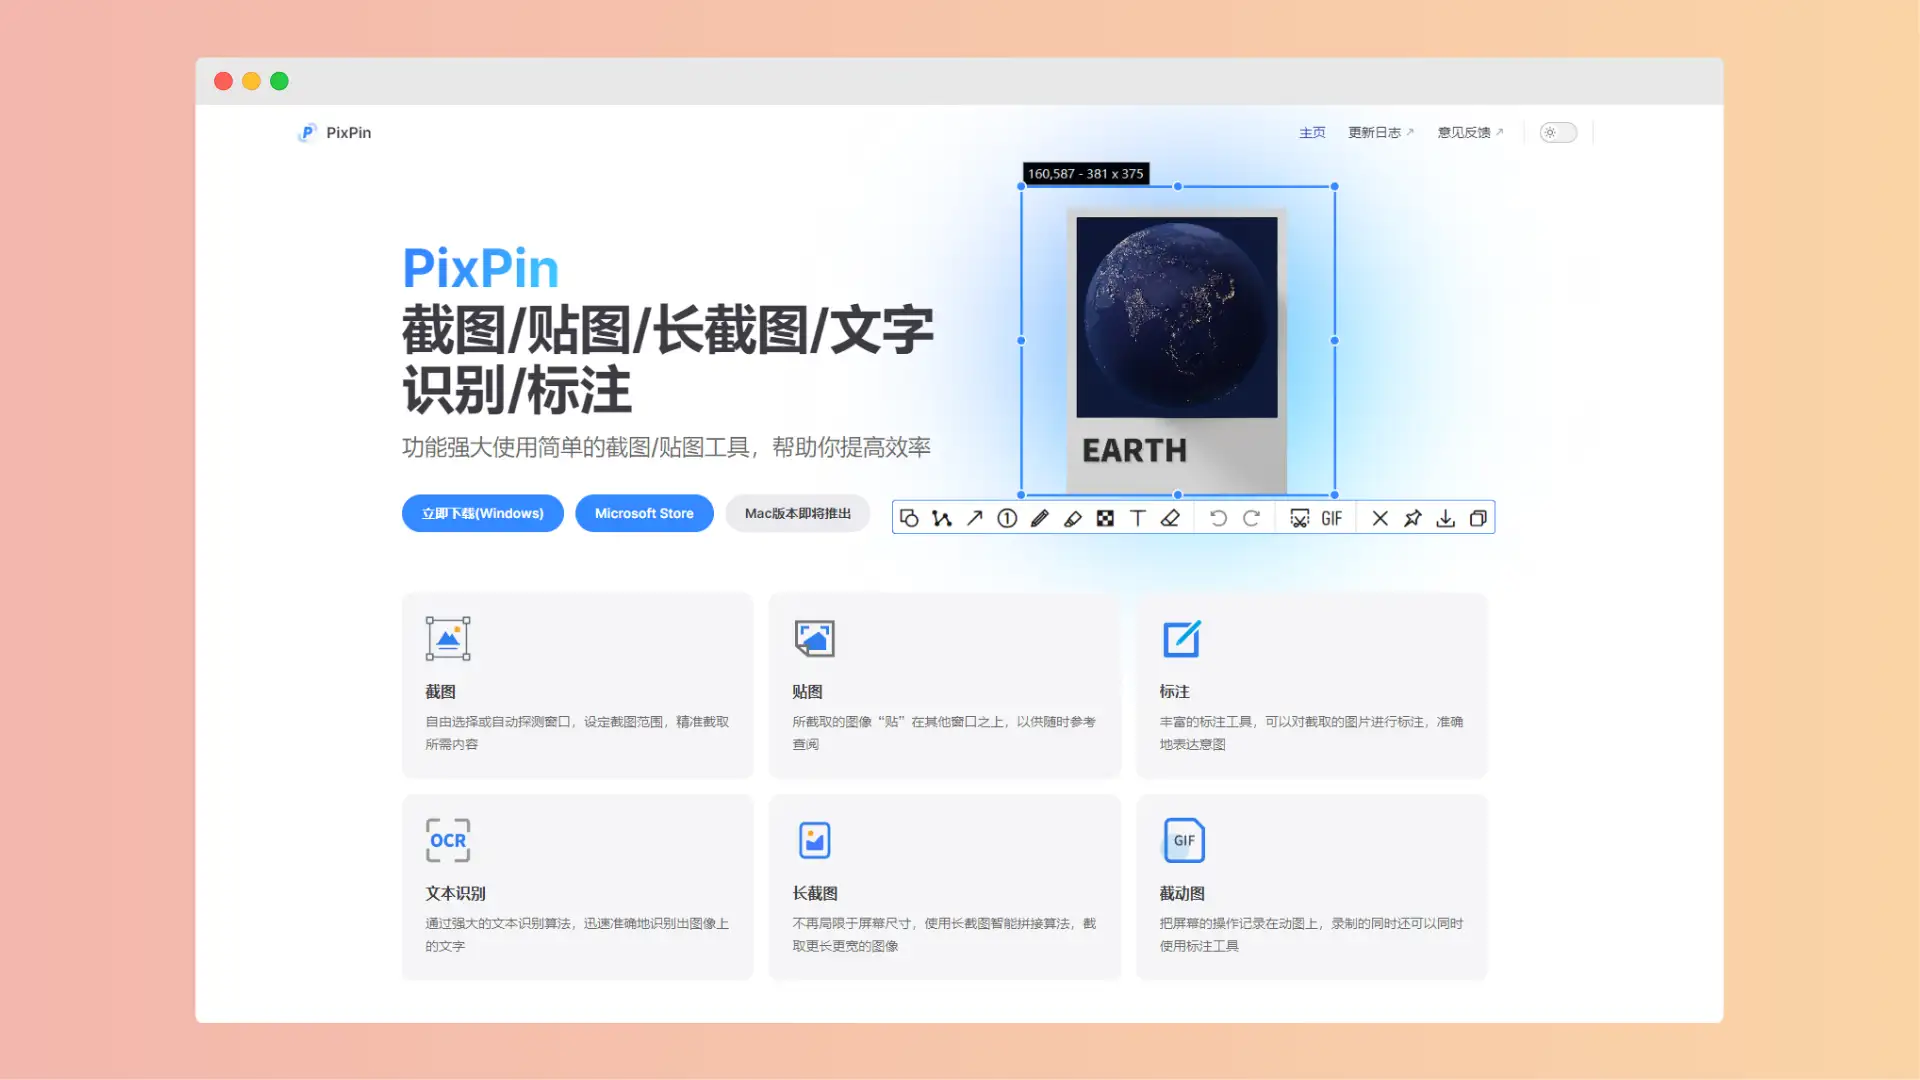 PixPin
主页 更新日志 意见反馈
160,587 - 381 x 375
PixPin
截图/贴图/长截图/文字
识别/标注
功能强大使用简单的截图/贴图工具，帮助你提高效率
EARTH
立即下载(Windows) Microsoft Store Mac版本即将推出
1 T GIF
截图
自由选择或自动探测窗口，设定截图范围，精准截取
所需内容
贴图
所截取的图像“贴”在其他窗口之上，以供随时参考
查阅
标注
丰富的标注工具，可以对截取的图片进行标注，准确
地表达意图
OCR
文本识别
通过强大的文本识别算法，迅速准确地识别出图像上
的文字
长截图
不再局限于屏幕尺寸，使用长截图智能拼接算法，截
取更长更宽的图像
GIF
截动图
把屏幕的操作记录在动图上，录制的同时还可以同时
使用标注工具